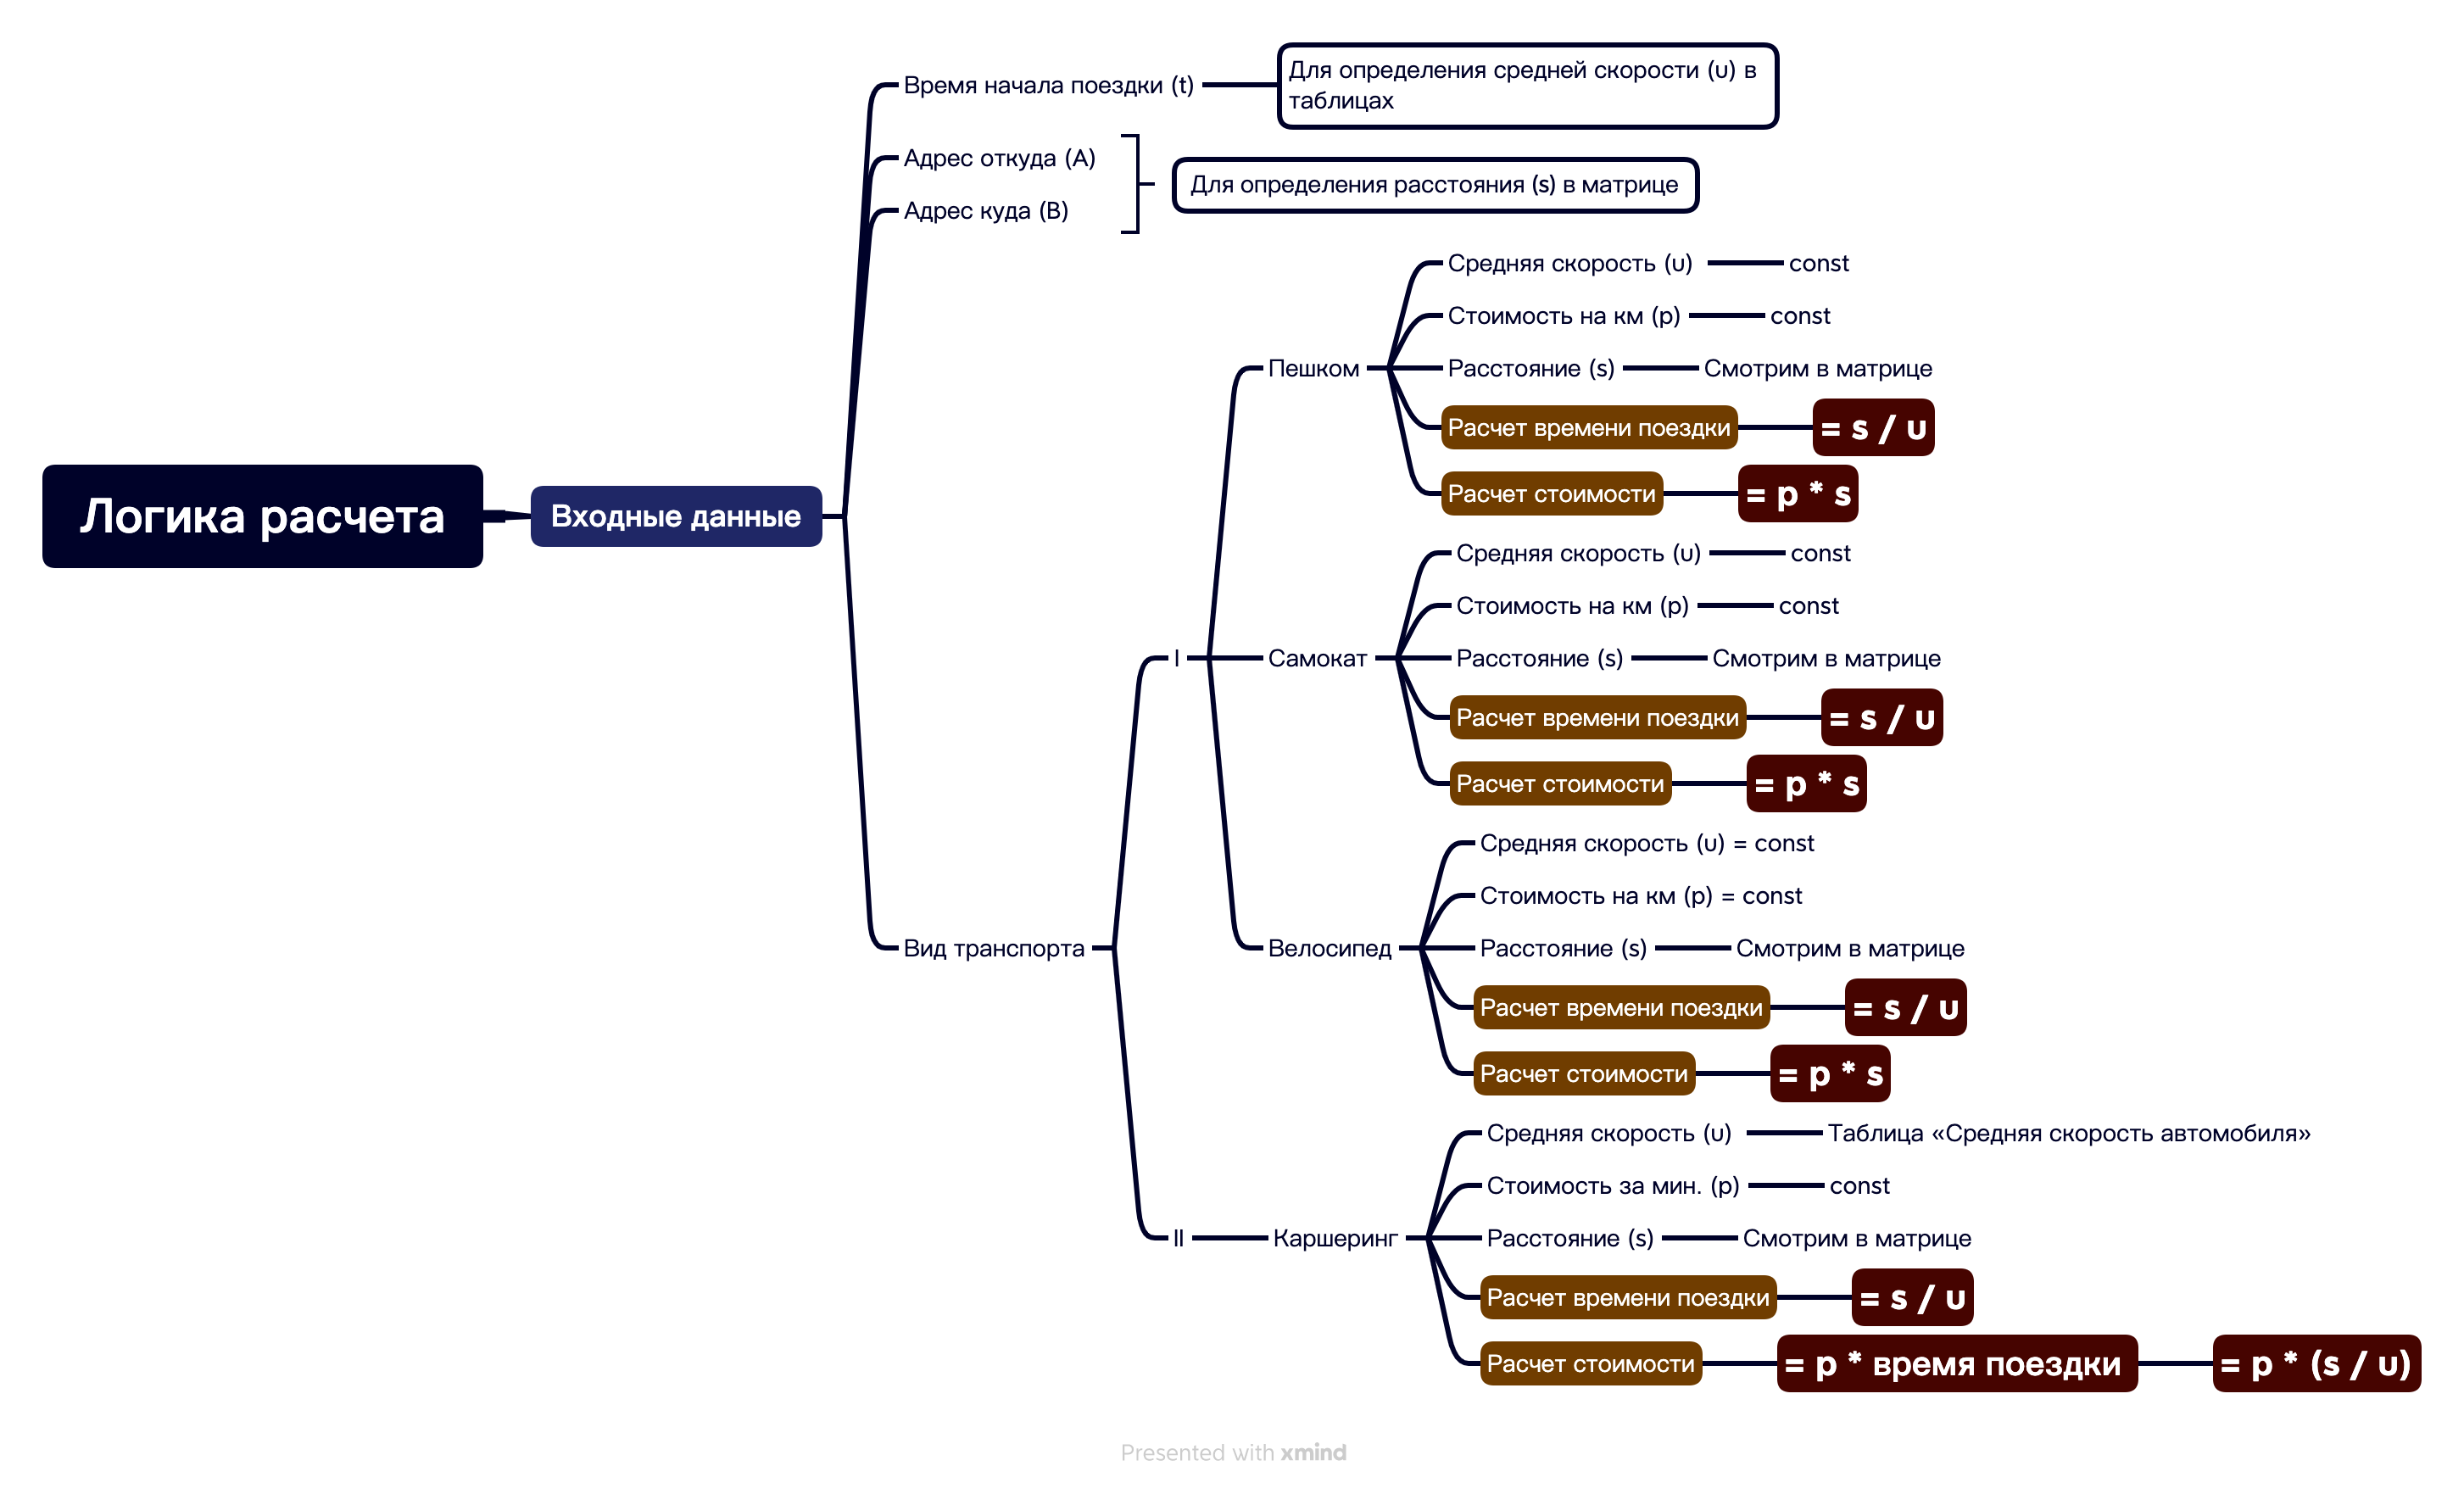 Время начала поездки (t)
Для определения средней скорости (υ) в
таблицах
Адрес откуда (A)
Адрес куда (B)
Для определения расстояния (s) в матрице
Логика расчета
Входные данные
Вид транспорта
I
Пешком
Средняя скорость (υ)
const
Стоимость на км (p)
const
Расстояние (s)
Смотрим в матрице
Расчет времени поездки
= s / υ
Расчет стоимости
= p * s
Самокат
Средняя скорость (υ)
const
Стоимость на км (p)
const
Расстояние (s)
Смотрим в матрице
Расчет времени поездки
= s / υ
Расчет стоимости
= p * s
Велосипед
Средняя скорость (υ) = const
Стоимость на км (p) = const
Расстояние (s)
Смотрим в матрице
Расчет времени поездки
= s / υ
Расчет стоимости
= p * s
II
Каршеринг
Средняя скорость (υ)
Таблица «Средняя скорость автомобиля»
Стоимость за мин. (p)
const
Расстояние (s)
Смотрим в матрице
Расчет времени поездки
= s / υ
Расчет стоимости
= p * время поездки
= p * (s / υ)
Presented with xmind